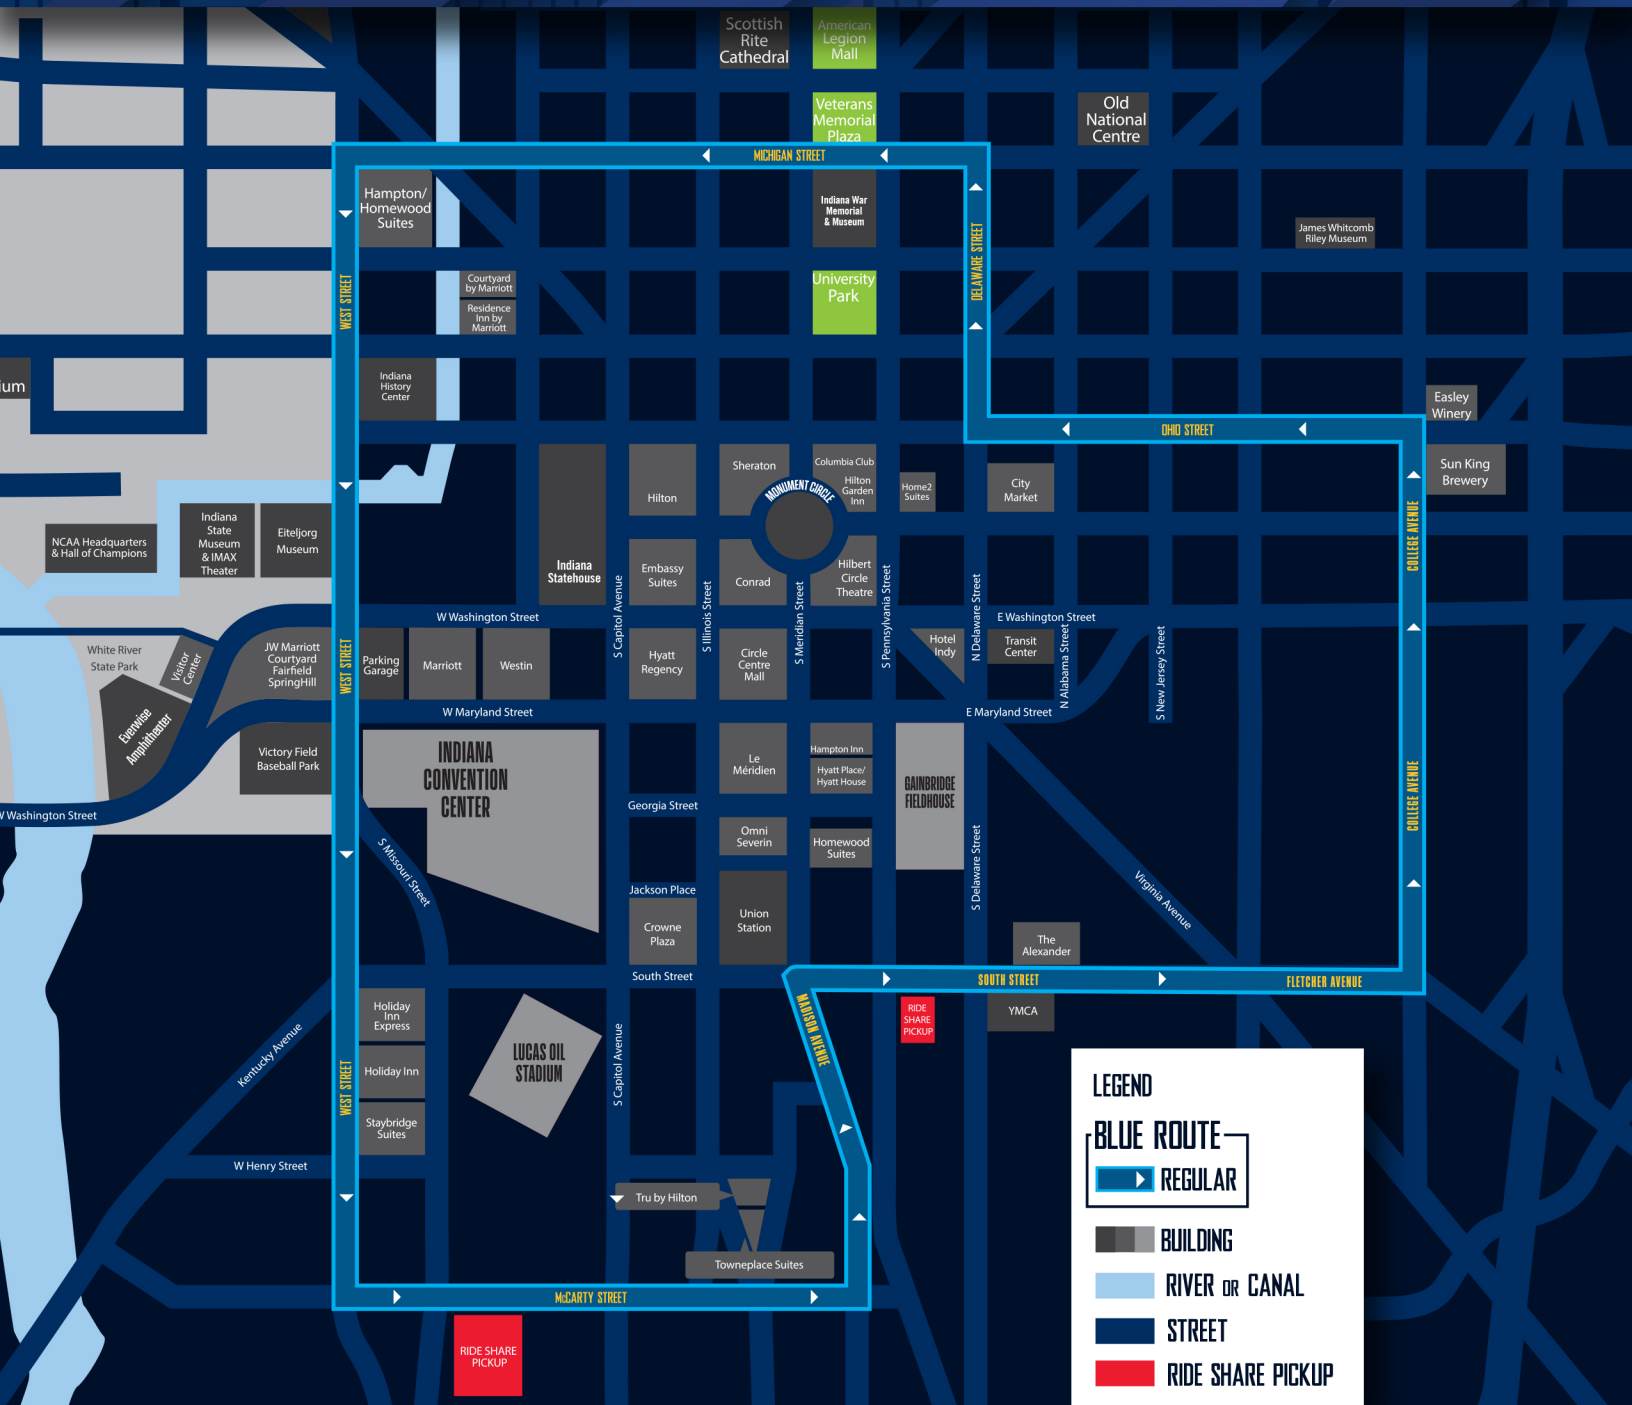 Scottish
Rite
Cathedral
American
Legion
Mall
Veterans
Memorial
Plaza
Old
National
Centre
MICHIGAN STREET
Hampton/
Homewood
Suites
Indiana War
Memorial
& Museum
James Whitcomb
Riley Museum
WEST STREET
DELAWARE STREET
Courtyard
by Marriott
Residence
Inn by
Marriott
University
Park
ium
Indiana
History
Center
Easley
Winery
OHIO STREET
Sun King
Brewery
Sheraton
Columbia Club
Hilton
Garden
Inn
Hilton
MONUMENT CIRCLE
Home2
Suites
City
Market
COLLEGE AVENUE
NCAA Headquarters
& Hall of Champions
Indiana
State
Museum
& IMAX
Theater
Eiteljorg
Museum
Indiana
Statehouse
Embassy
Suites
Conrad
Hilbert
Circle
Theatre
W Washington Street
S Capitol Avenue
S Illinois Street
S Meridian Street
S Pennsylvania Street
N Delaware Street
E Washington Street
N Alabama Street
S New Jersey Street
White River
State Park
Visitor
Center
JW Marriott
Courtyard
Fairfield
SpringHill
WEST STREET
Parking
Garage
Marriott
Westin
Hyatt
Regency
Circle
Centre
Mall
Hotel
Indy
Transit
Center
Everwise
Amphitheater
W Maryland Street
E Maryland Street
Victory Field
Baseball Park
INDIANA
CONVENTION
CENTER
Le
Méridien
Hampton Inn
Hyatt Place/
Hyatt House
GAINBRIDGE
FIELDHOUSE
COLLEGE AVENUE
W Washington Street
Georgia Street
Omni
Severin
Homewood
Suites
S Missouri Street
S Delaware Street
Virginia Avenue
Jackson Place
Crowne
Plaza
Union
Station
The
Alexander
South Street
SOUTH STREET
FLETCHER AVENUE
Holiday
Inn
Express
MADISON AVENUE
RIDE
SHARE
PICKUP
YMCA
Kentucky Avenue
LUCAS OIL
STADIUM
S Capitol Avenue
WEST STREET
Holiday Inn
Staybridge
Suites
W Henry Street
Tru by Hilton
Towneplace Suites
McCARTY STREET
RIDE SHARE
PICKUP
LEGEND
BLUE ROUTE
REGULAR
BUILDING
RIVER OR CANAL
STREET
RIDE SHARE PICKUP